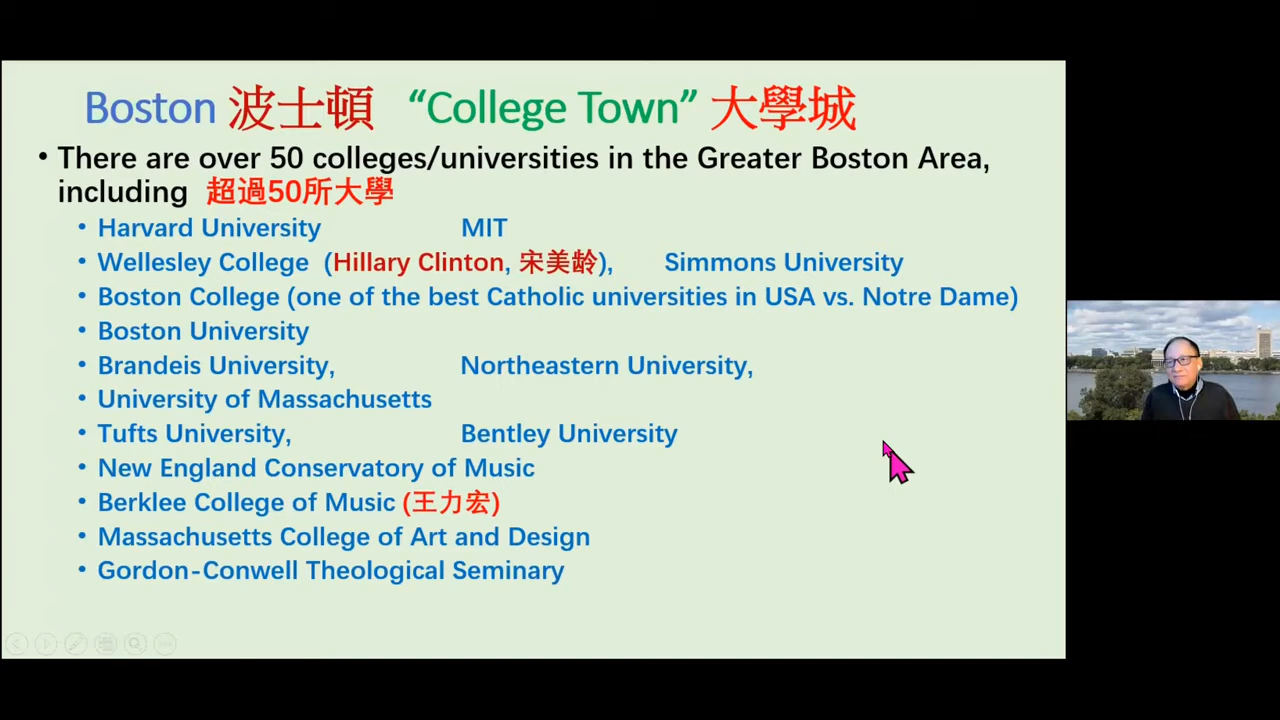 Boston 波士頓 “College Town” 大學城
• There are over 50 colleges/universities in the Greater Boston Area,
including 超過50所大學
• Harvard University MIT
• Wellesley College (Hillary Clinton, 宋美龄), Simmons University
• Boston College (one of the best Catholic universities in USA vs. Notre Dame)
• Boston University
• Brandeis University, Northeastern University,
• University of Massachusetts
• Tufts University, Bentley University
• New England Conservatory of Music
• Berklee College of Music (王力宏)
• Massachusetts College of Art and Design
• Gordon-Conwell Theological Seminary